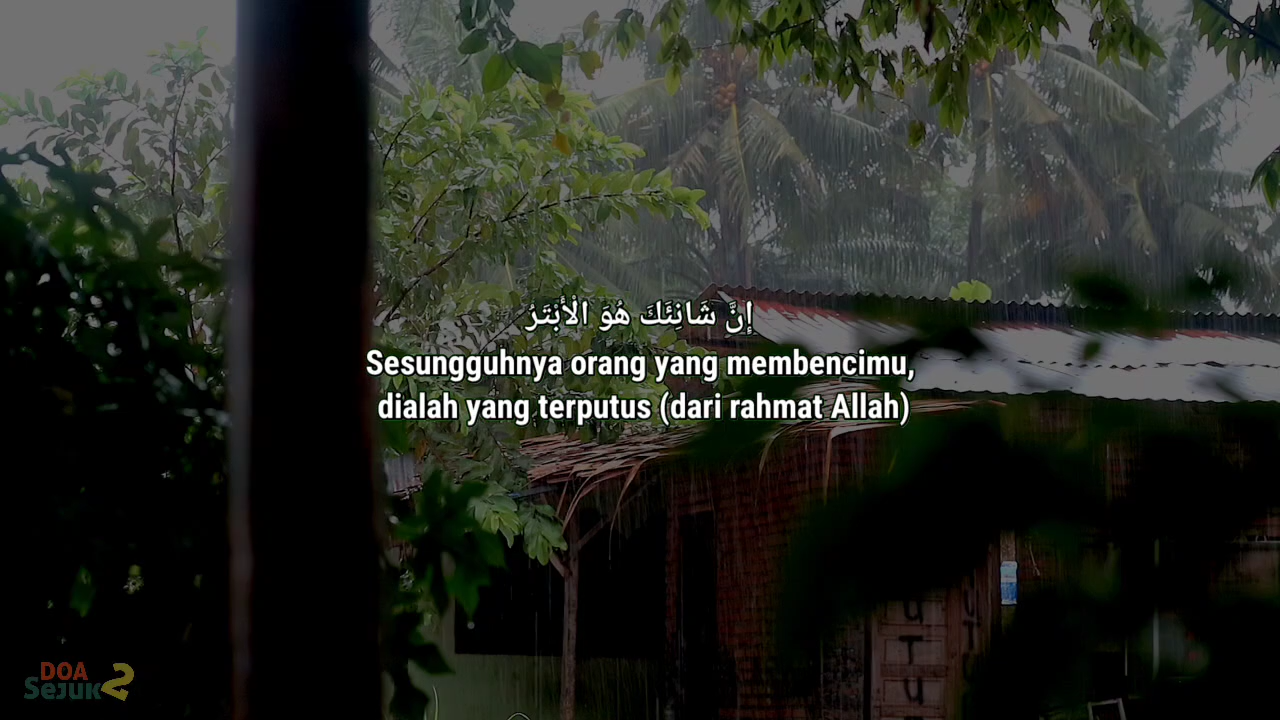 إِنَّ شَانِئَكَ هُوَ الْأَبْتَرُ
Sesungguhnya orang yang membencimu,
dialah yang terputus (dari rahmat Allah)
DOA
SeJUK2